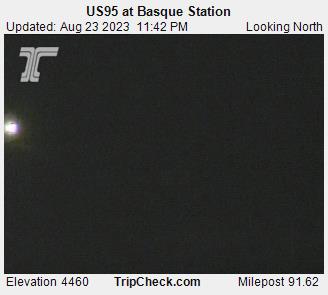 US95 at Basque Station
Updated: Aug 23 2023 11:42 PM Looking North
Elevation 4460 TripCheck.com Milepost 91.62